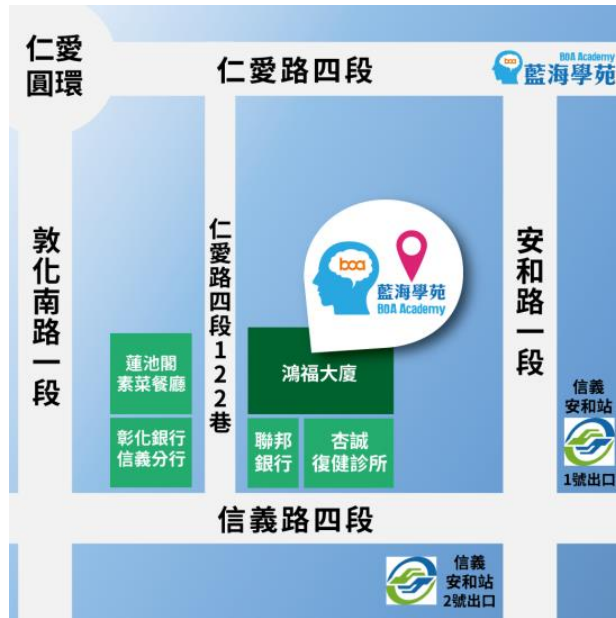 仁愛
圓環
仁愛路四段
boa
BOA Academy
藍海學苑
敦化南路一段
仁愛路四段122巷
安和路一段
boa
藍海學苑
BOA Academy
蓮池閣
素菜餐廳
鴻福大廈
彰化銀行
信義分行
聯邦
銀行
杏誠
復健診所
信義
安和站
1號出口
信義路四段
信義
安和站
2號出口